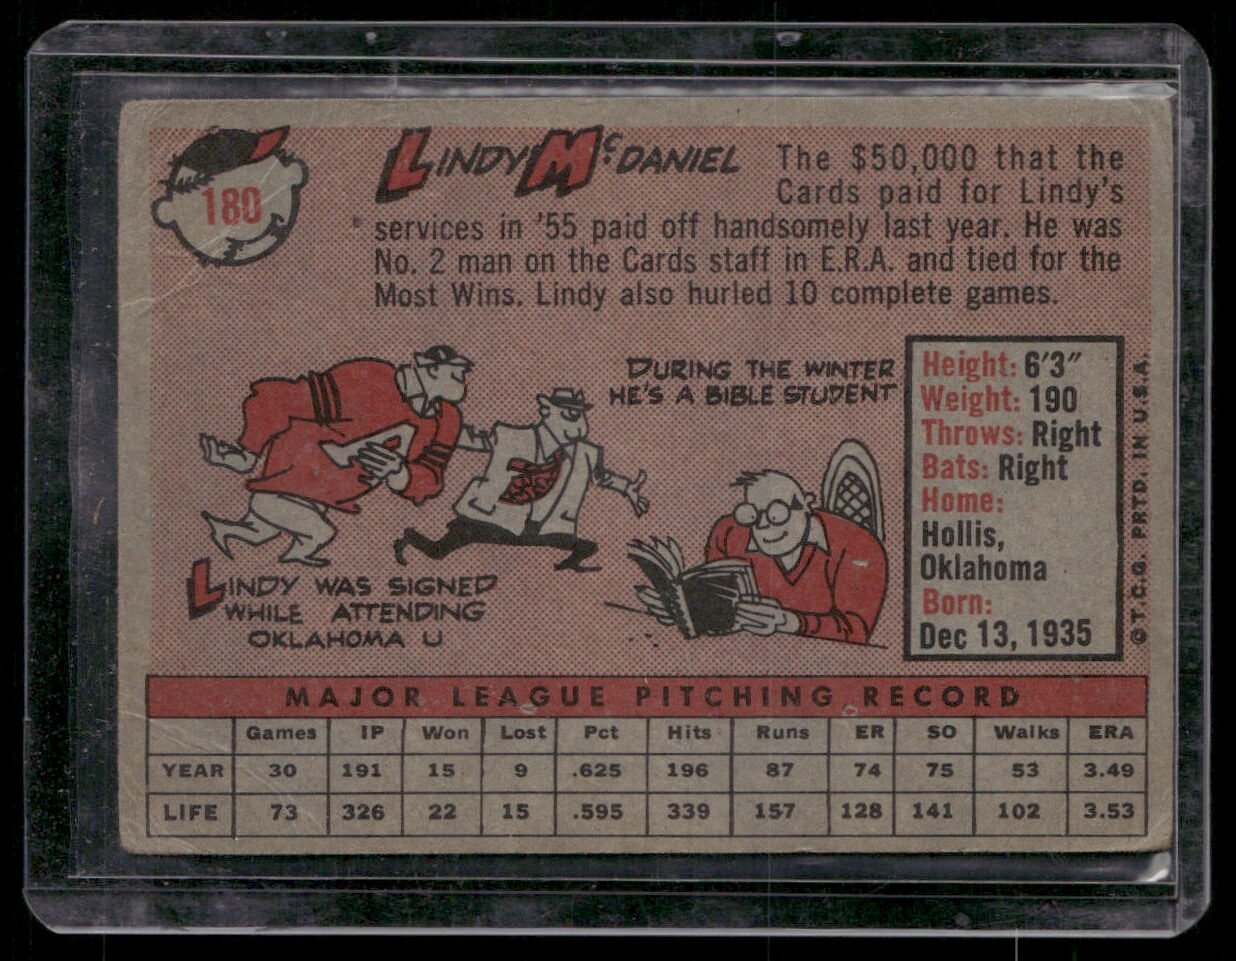 180
LINDY McDANIEL
The $50,000 that the
Cards paid for Lindy's
services in '55 paid off handsomely last year. He was
No. 2 man on the Cards staff in E.R.A. and tied for the
Most Wins. Lindy also hurled 10 complete games.
DURING THE WINTER
HE'S A BIBLE STUDENT
LINDY WAS SIGNED
WHILE ATTENDING
OKLAHOMA U
Height: 6'3"
Weight: 190
Throws: Right
Bats: Right
Home:
Hollis,
Oklahoma
Born:
Dec 13, 1935
© T.C.G. PRTD. IN U.S.A.
MAJOR LEAGUE PITCHING RECORD
Games IP Won Lost Pct Hits Runs ER SO Walks ERA
YEAR 30 191 15 9 .625 196 87 74 75 53 3.49
LIFE 73 326 22 15 .595 339 157 128 141 102 3.53